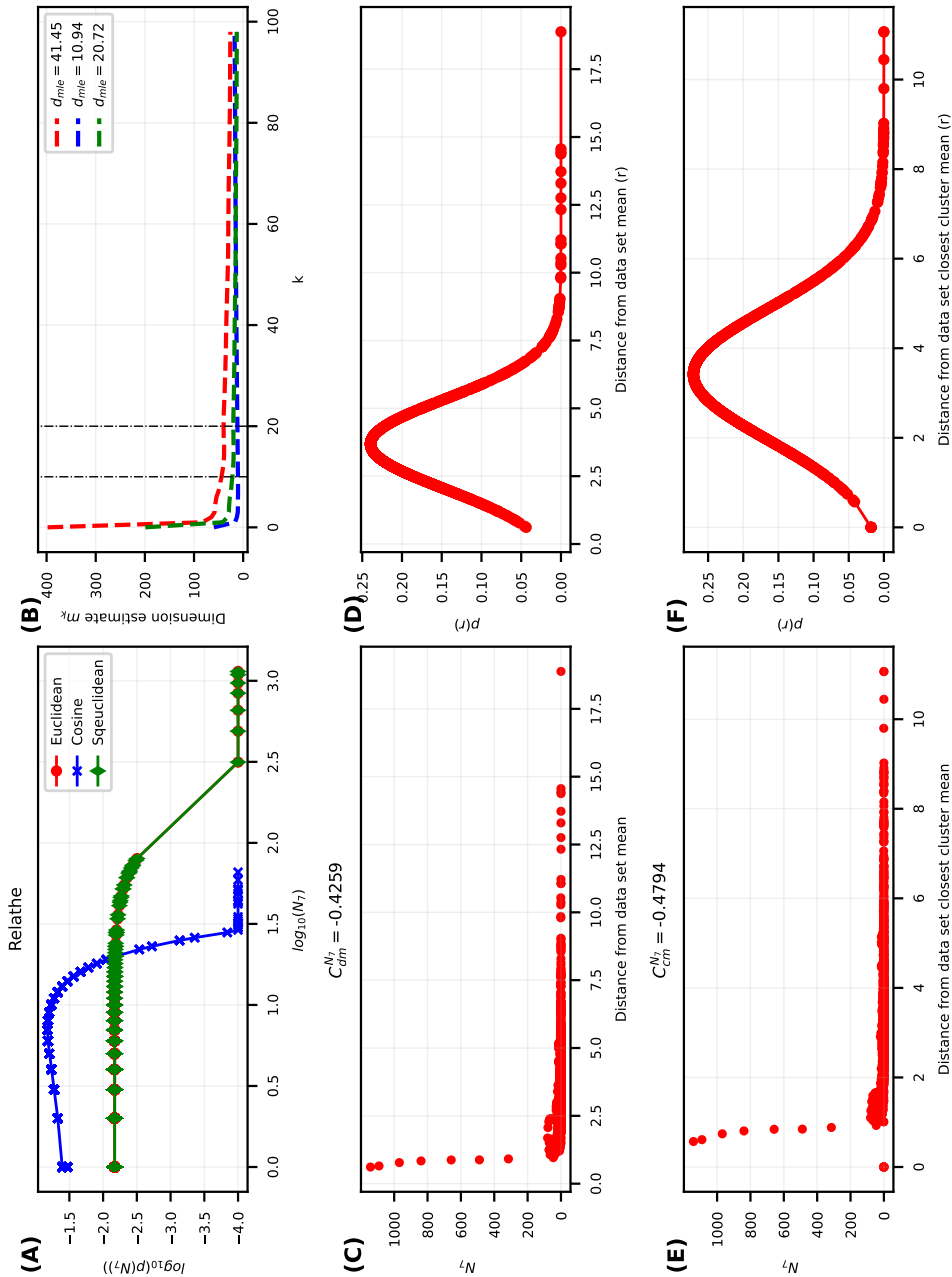 Relathe
(A)
log₁₀(p(N₇))
−1.5
−2.0
−2.5
−3.0
−3.5
−4.0
0.0 0.5 1.0 1.5 2.0 2.5 3.0
log₁₀(N₇)
Euclidean
Cosine
Sqeuclidean
(B)
Dimension estimate mₖ
400
300
200
100
0
0 20 40 60 80 100
k
d_mle = 41.45
d_mle = 10.94
d_mle = 20.72
(C)
C_dm^N₇ = -0.4259
N₇
1000
800
600
400
200
0
0.0 2.5 5.0 7.5 10.0 12.5 15.0 17.5
Distance from data set mean
(D)
p(r)
0.25
0.20
0.15
0.10
0.05
0.00
0.0 2.5 5.0 7.5 10.0 12.5 15.0 17.5
Distance from data set mean (r)
(E)
C_cm^N₇ = -0.4794
N₇
1000
800
600
400
200
0
0 2 4 6 8 10
Distance from data set closest cluster mean
(F)
p(r)
0.25
0.20
0.15
0.10
0.05
0.00
0 2 4 6 8 10
Distance from data set closest cluster mean (r)